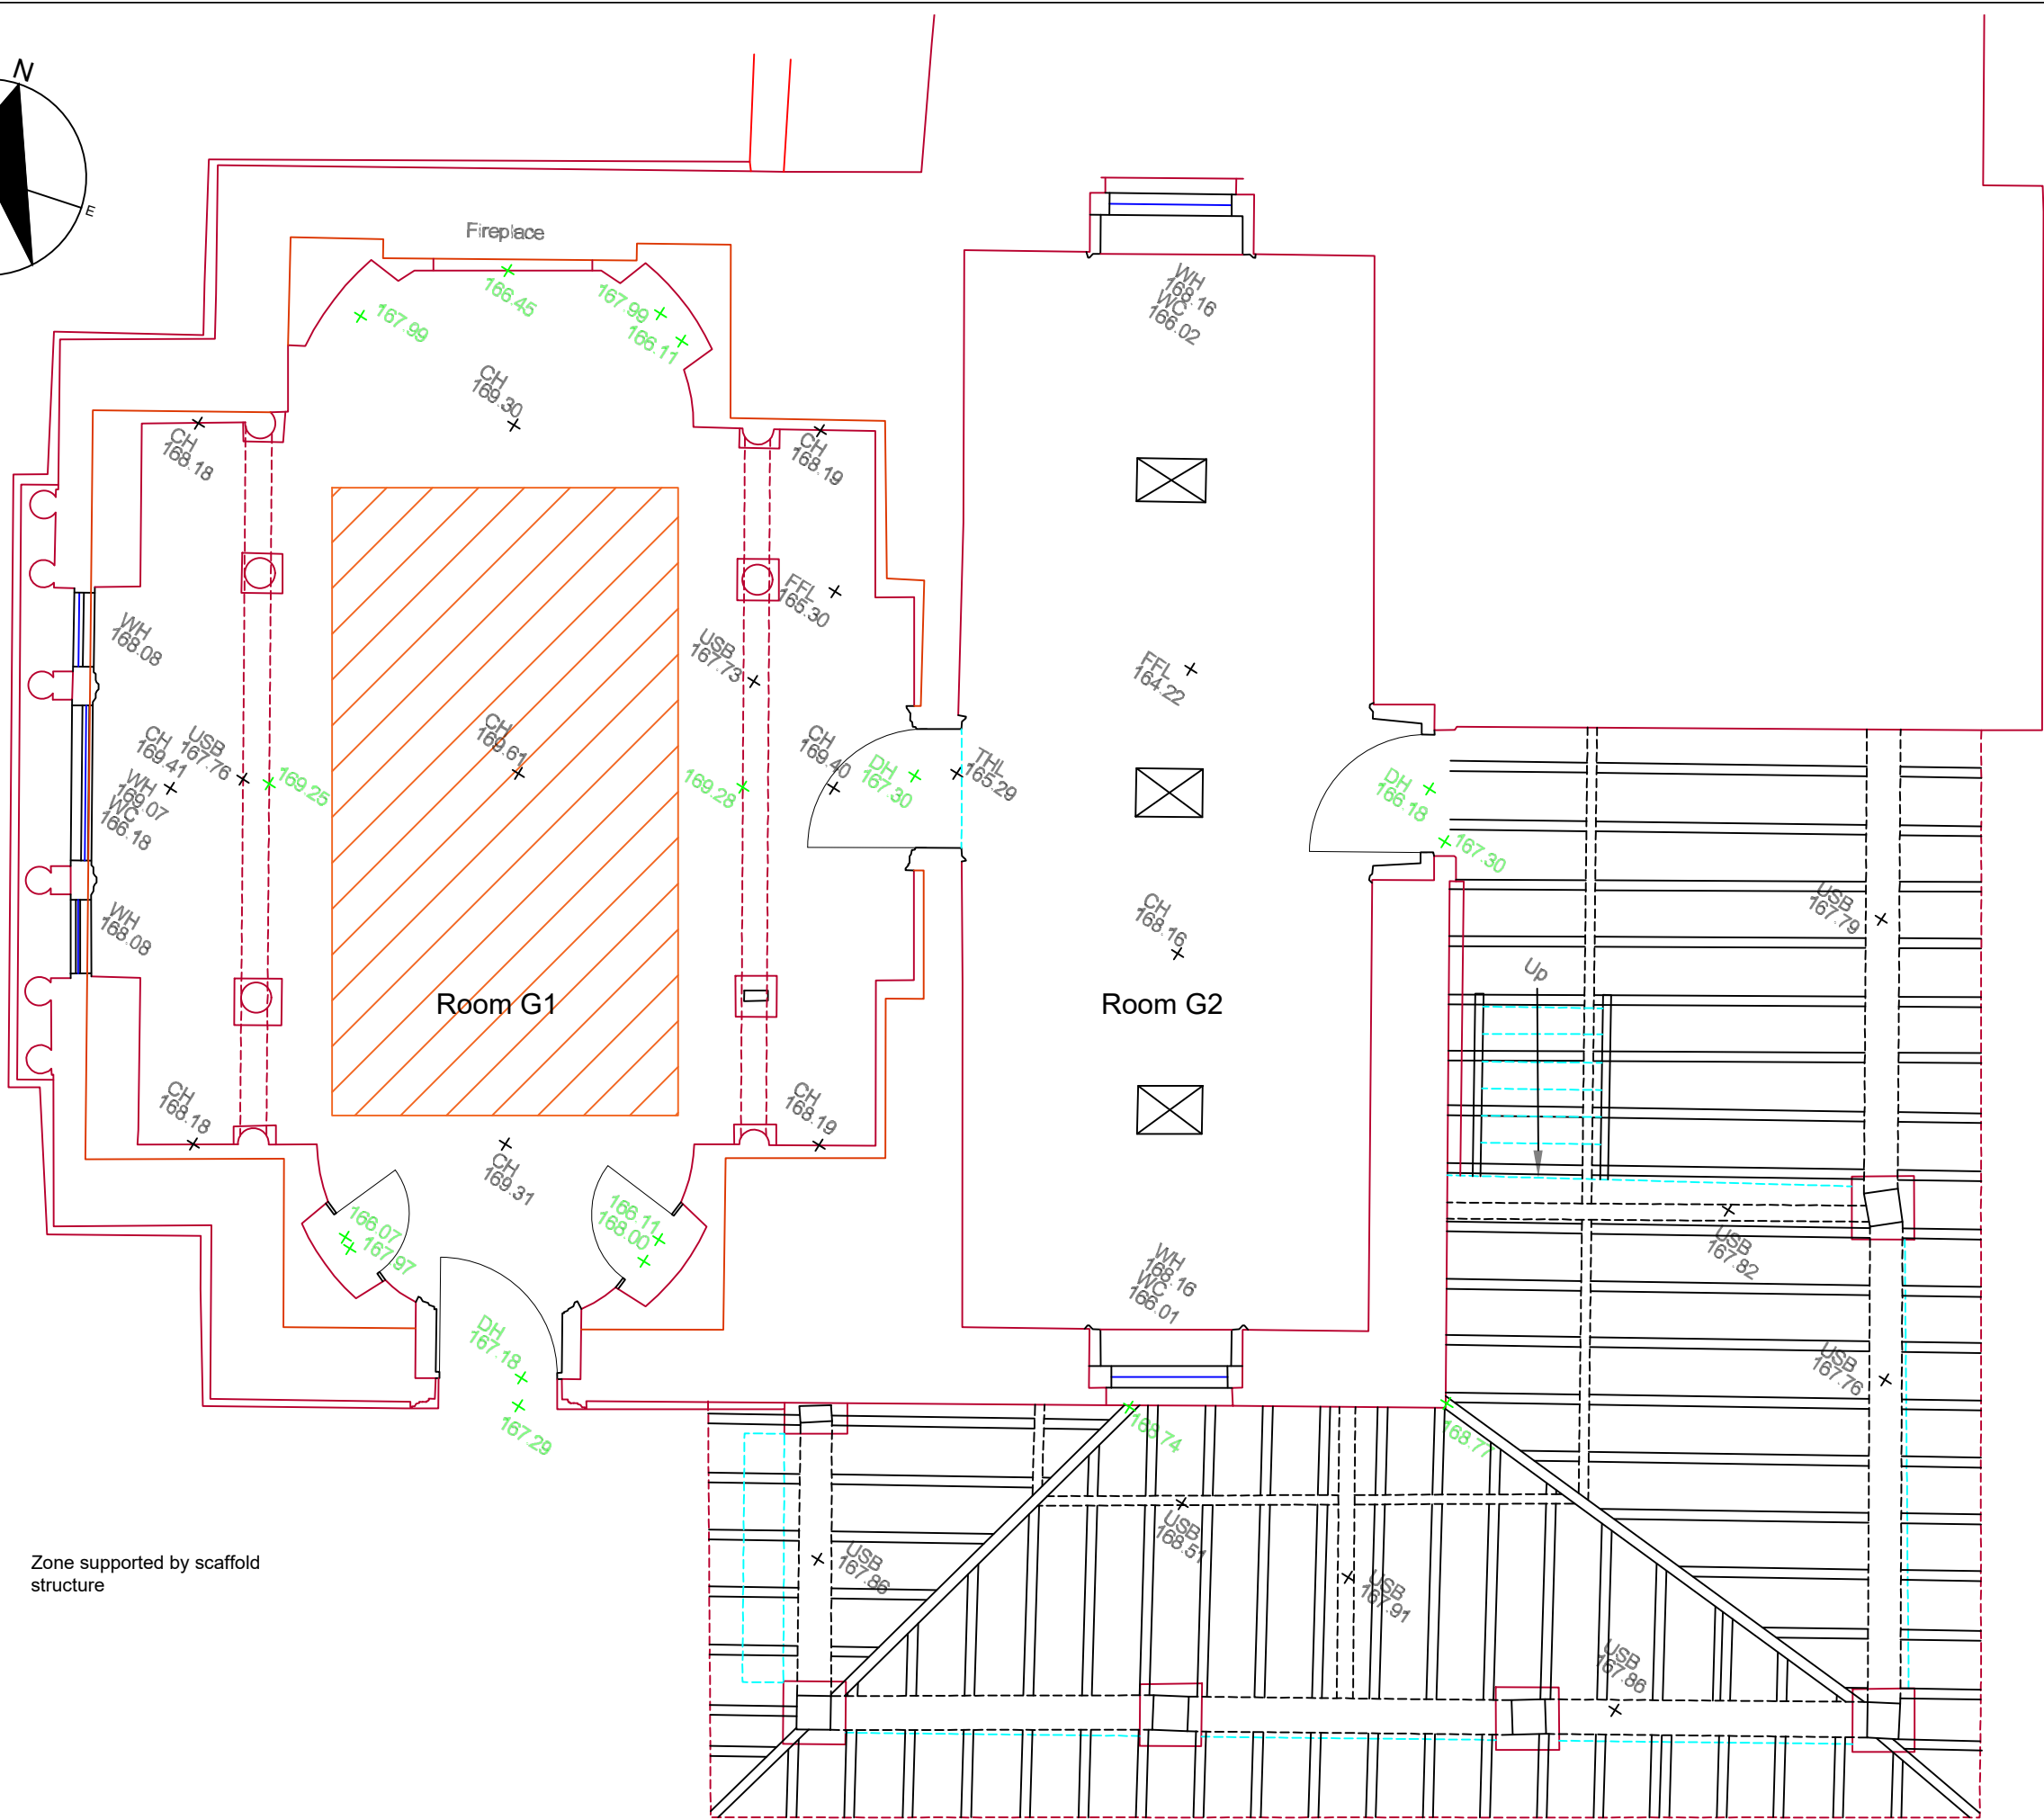 N
E
Fireplace
166.45
167.99
167.99
166.11
CH
169.30
CH
168.18
CH
168.19
WH
168.16
WC
166.02
FFL
165.30
WH
168.08
USB
167.73
FFL
164.22
CH
169.41
USB
167.76
WH
169.07
WC
166.18
169.25
CH
169.61
169.28
CH
169.40
DH
167.30
THL
165.29
DH
166.18
167.30
WH
168.08
CH
168.16
USB
167.79
Up
Room G1
Room G2
CH
168.18
CH
168.19
CH
169.31
166.07
167.97
166.11
168.00
DH
167.18
167.29
WH
168.16
WC
166.01
USB
167.82
USB
167.76
168.74
168.77
USB
168.51
USB
167.86
USB
167.91
USB
167.86
Zone supported by scaffold
structure